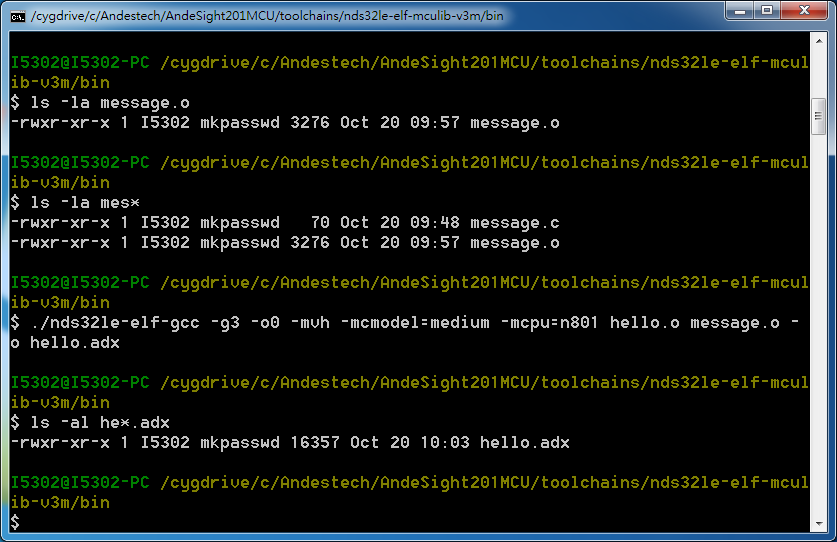 /cygdrive/c/Andestech/AndeSight201MCU/toolchains/nds32le-elf-mculib-v3m/bin
I5302@I5302-PC /cygdrive/c/Andestech/AndeSight201MCU/toolchains/nds32le-elf-mcul
ib-v3m/bin
$ ls -la message.o
-rwxr-xr-x 1 I5302 mkpasswd 3276 Oct 20 09:57 message.o
I5302@I5302-PC /cygdrive/c/Andestech/AndeSight201MCU/toolchains/nds32le-elf-mcul
ib-v3m/bin
$ ls -la mes*
-rwxr-xr-x 1 I5302 mkpasswd   70 Oct 20 09:48 message.c
-rwxr-xr-x 1 I5302 mkpasswd 3276 Oct 20 09:57 message.o
I5302@I5302-PC /cygdrive/c/Andestech/AndeSight201MCU/toolchains/nds32le-elf-mcul
ib-v3m/bin
$ ./nds32le-elf-gcc -g3 -o0 -mvh -mcmodel=medium -mcpu=n801 hello.o message.o -
o hello.adx
I5302@I5302-PC /cygdrive/c/Andestech/AndeSight201MCU/toolchains/nds32le-elf-mcul
ib-v3m/bin
$ ls -al he*.adx
-rwxr-xr-x 1 I5302 mkpasswd 16357 Oct 20 10:03 hello.adx
I5302@I5302-PC /cygdrive/c/Andestech/AndeSight201MCU/toolchains/nds32le-elf-mcul
ib-v3m/bin
$